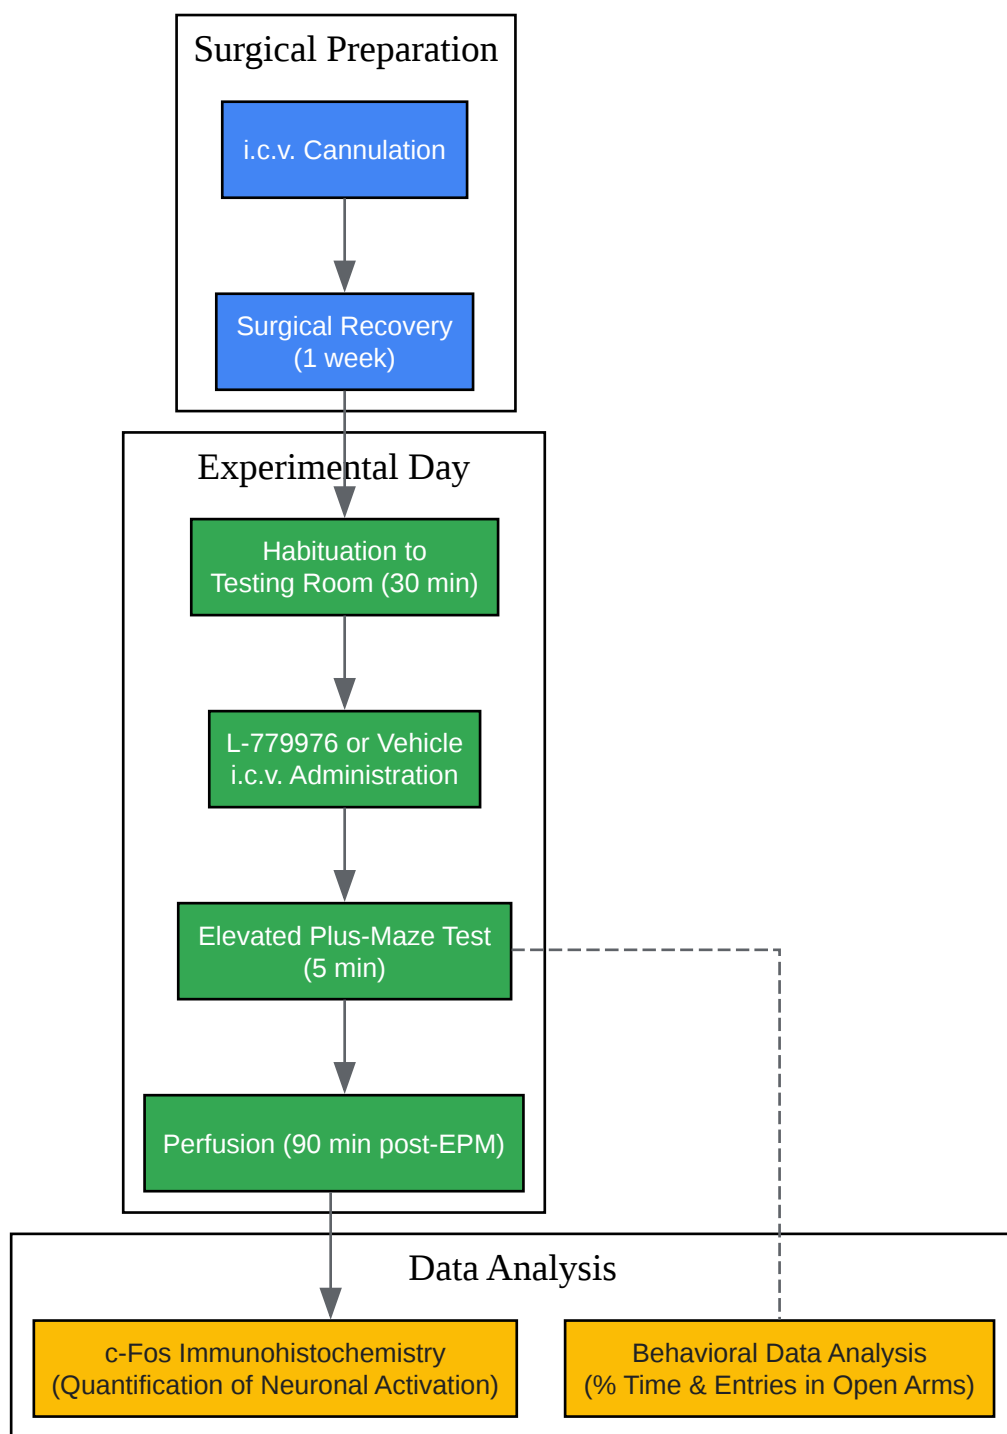 Surgical Preparation
i.c.v. Cannulation
Surgical Recovery
(1 week)
Experimental Day
Habituation to
Testing Room (30 min)
L-779976 or Vehicle
i.c.v. Administration
Elevated Plus-Maze Test
(5 min)
Perfusion (90 min post-EPM)
Data Analysis
c-Fos Immunohistochemistry
(Quantification of Neuronal Activation)
Behavioral Data Analysis
(% Time & Entries in Open Arms)